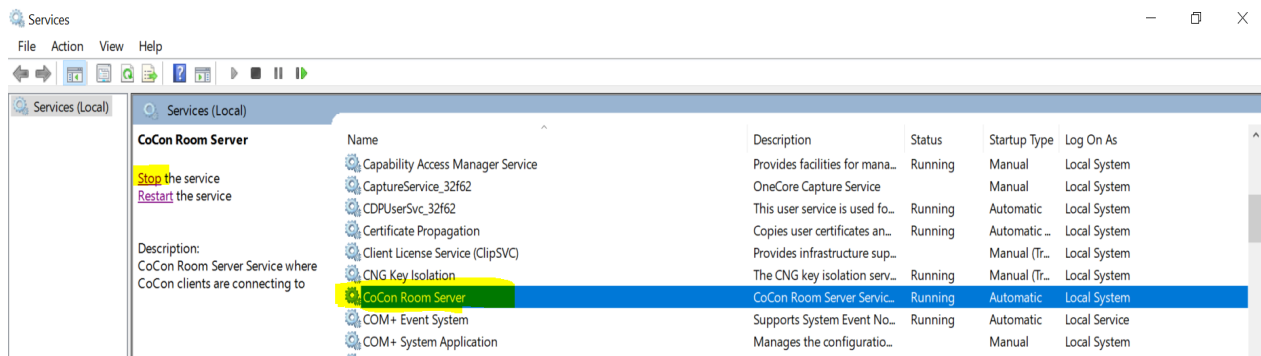 Services
File Action View Help
Services (Local)
Services (Local)
CoCon Room Server
Stop the service
Restart the service
Description:
CoCon Room Server Service where
CoCon clients are connecting to
Name Description Status Startup Type Log On As
Capability Access Manager Service Provides facilities for mana... Running Manual Local System
CaptureService_32f62 OneCore Capture Service Manual Local System
CDPUserSvc_32f62 This user service is used fo... Running Automatic Local System
Certificate Propagation Copies user certificates an... Running Automatic ... Local System
Client License Service (ClipSVC) Provides infrastructure sup... Manual (Tr... Local System
CNG Key Isolation The CNG key isolation serv... Running Manual (Tr... Local System
CoCon Room Server CoCon Room Server Servic... Running Automatic Local System
COM+ Event System Supports System Event No... Running Automatic Local Service
COM+ System Application Manages the configuratio... Manual Local System